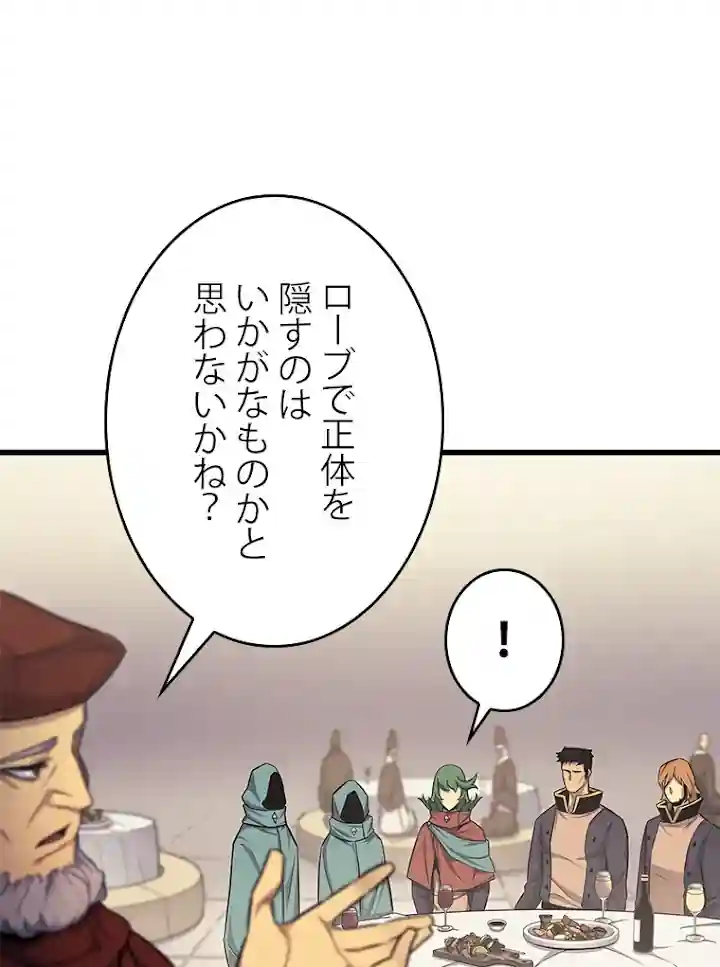 ローブで正体を
隠すのは
いかがなものかと
思わないかね？
！